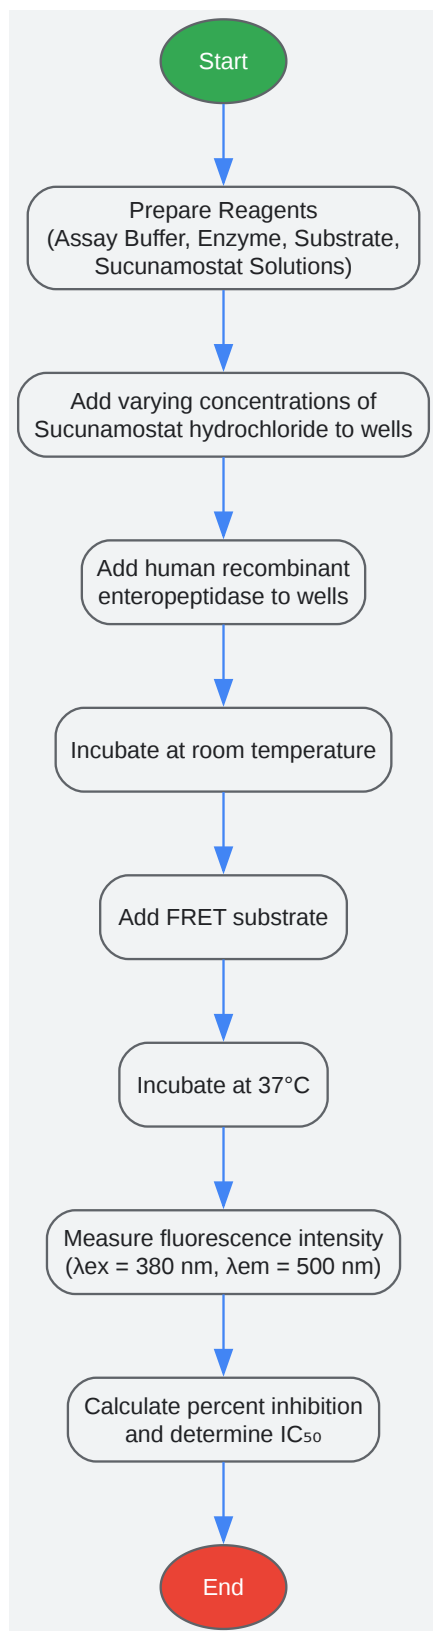 Start
Prepare Reagents
(Assay Buffer, Enzyme, Substrate,
Sucunamostat Solutions)
Add varying concentrations of
Sucunamostat hydrochloride to wells
Add human recombinant
enteropeptidase to wells
Incubate at room temperature
Add FRET substrate
Incubate at 37°C
Measure fluorescence intensity
(λex = 380 nm, λem = 500 nm)
Calculate percent inhibition
and determine IC₅₀
End